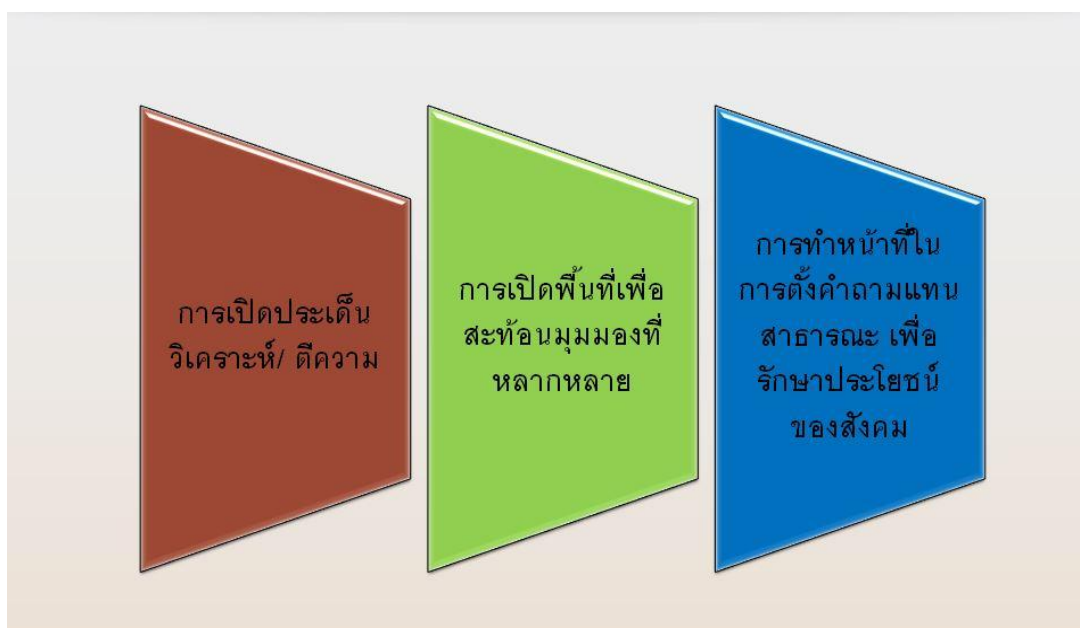 การเปิดประเด็น
วิเคราะห์/ ตีความ
การเปิดพื้นที่เพื่อ
สะท้อนมุมมองที่
หลากหลาย
การทำหน้าที่ใน
การตั้งคำถามแทน
สาธารณะ เพื่อ
รักษาประโยชน์
ของสังคม